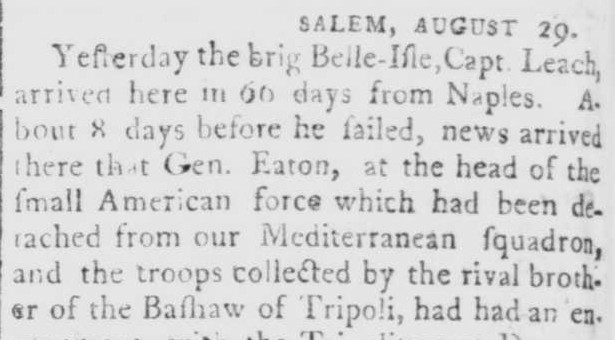 SALEM, AUGUST 29.
Yeſterday the brig Belle-Iſle, Capt. Leach,
arrived here in 60 days from Naples. A-
bout 8 days before he ſailed, news arrived
there that Gen. Eaton, at the head of the
ſmall American force which had been de-
tached from our Mediterranean ſquadron,
and the troops collected by the rival broth-
er of the Baſhaw of Tripoli, had had an en-